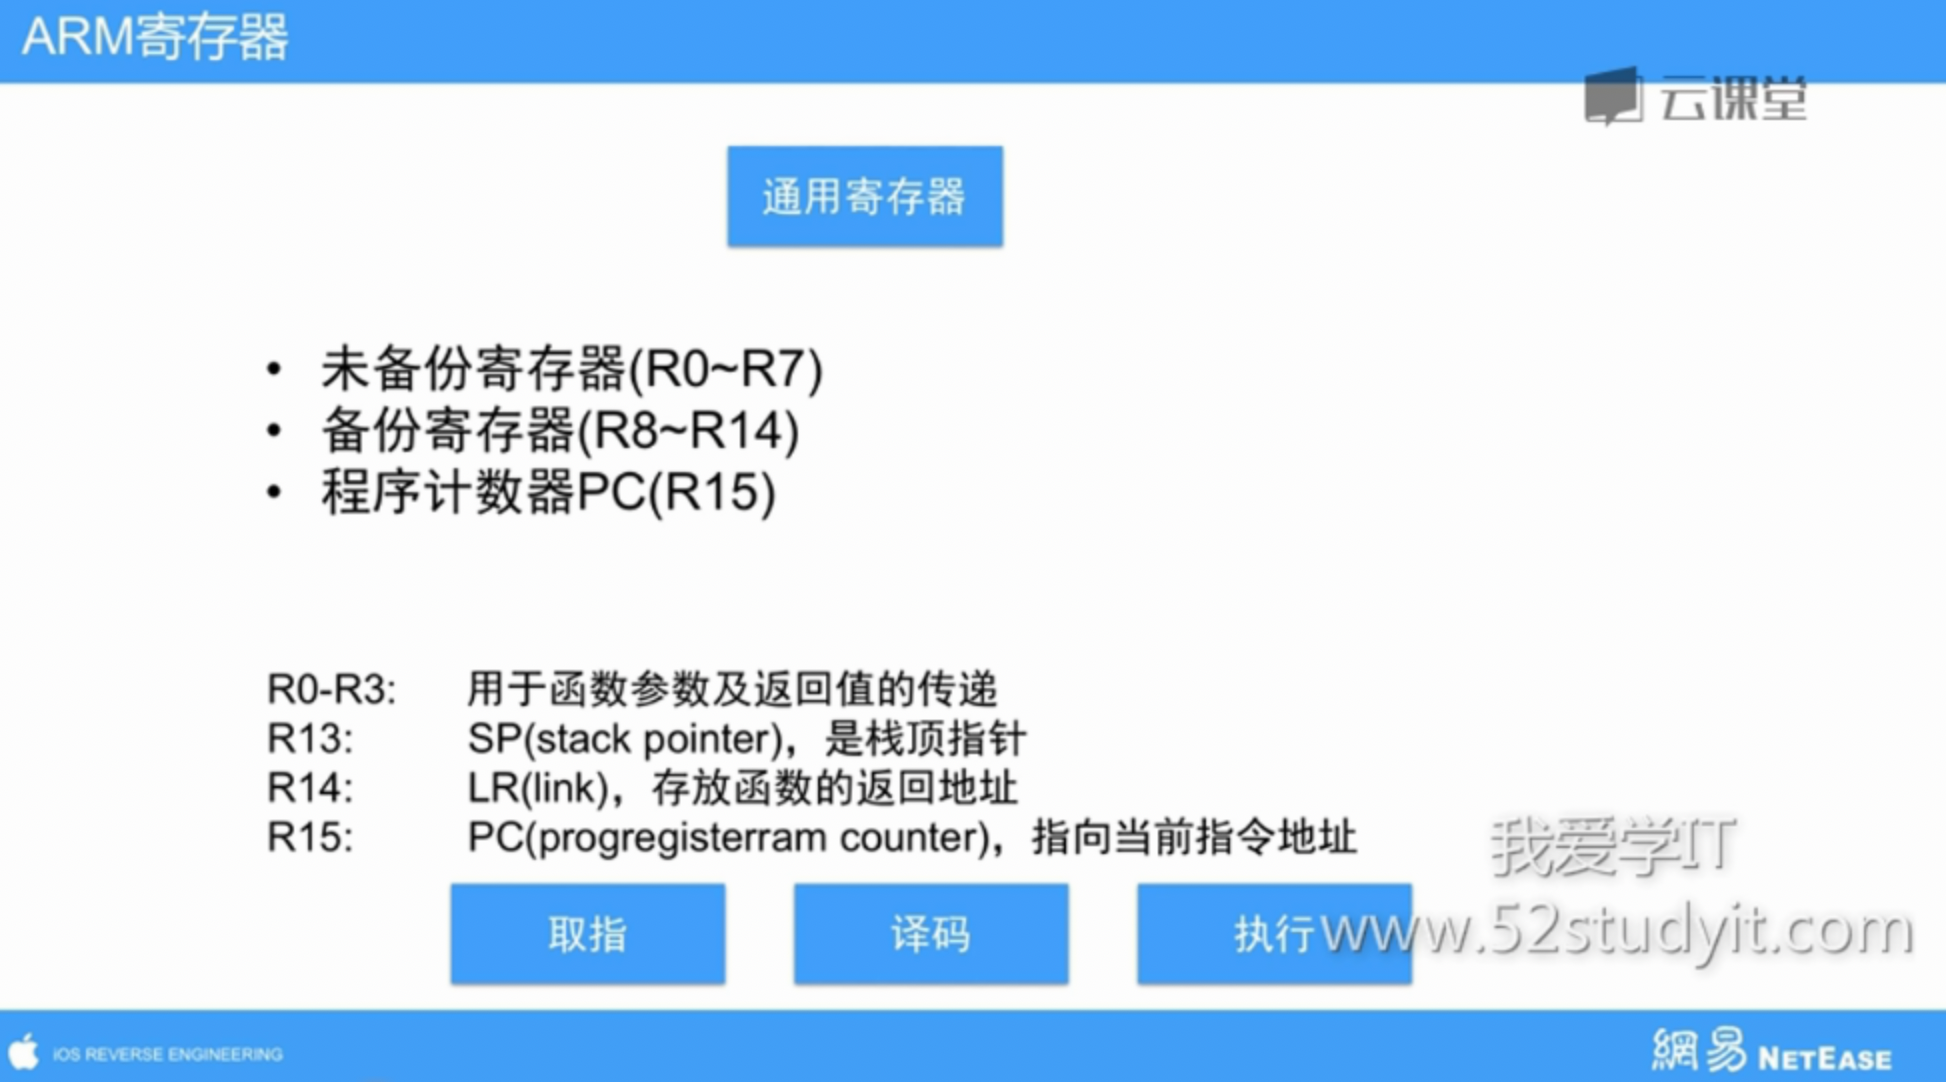 ARM寄存器
云课堂
通用寄存器
• 未备份寄存器(R0~R7)
• 备份寄存器(R8~R14)
• 程序计数器PC(R15)
R0-R3: 用于函数参数及返回值的传递
R13: SP(stack pointer)，是栈顶指针
R14: LR(link)，存放函数的返回地址
R15: PC(progregisterram counter)，指向当前指令地址
我爱学IT
取指 译码 执行
www.52studyit.com
iOS REVERSE ENGINEERING
網易 NETEASE